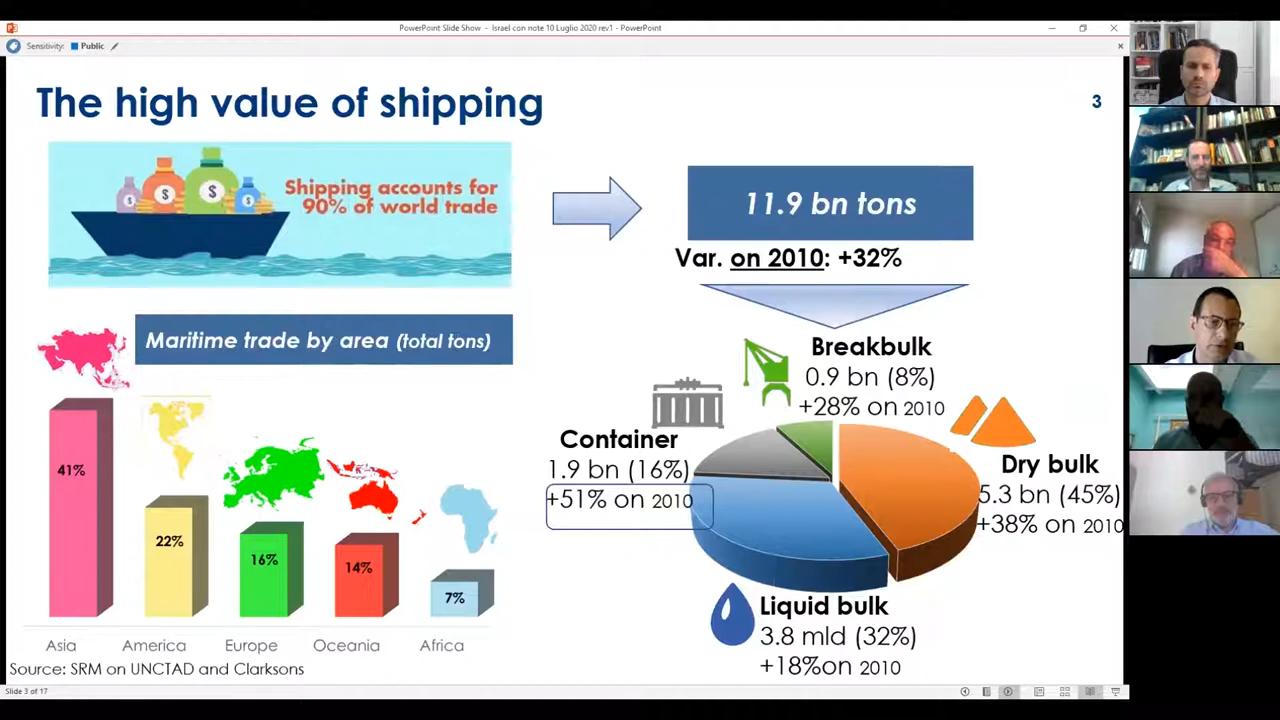 PowerPoint Slide Show - Israel con note 10 Luglio 2020 rev1 - PowerPoint
Sensitivity: Public
The high value of shipping
3
$ $ $ $
Shipping accounts for
90% of world trade
11.9 bn tons
Var. on 2010: +32%
Maritime trade by area (total tons)
41%
22%
16%
14%
7%
Asia America Europe Oceania Africa
Breakbulk
0.9 bn (8%)
+28% on 2010
Container
1.9 bn (16%)
+51% on 2010
Dry bulk
5.3 bn (45%)
+38% on 2010
Liquid bulk
3.8 mld (32%)
+18%on 2010
Source: SRM on UNCTAD and Clarksons
Slide 3 of 17